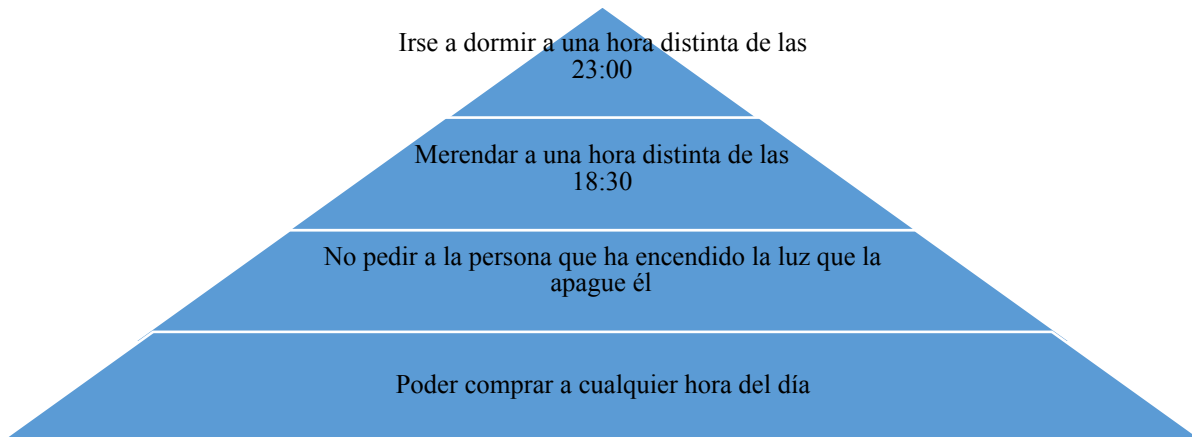 Irse a dormir a una hora distinta de las
23:00
Merendar a una hora distinta de las
18:30
No pedir a la persona que ha encendido la luz que la
apague él
Poder comprar a cualquier hora del día